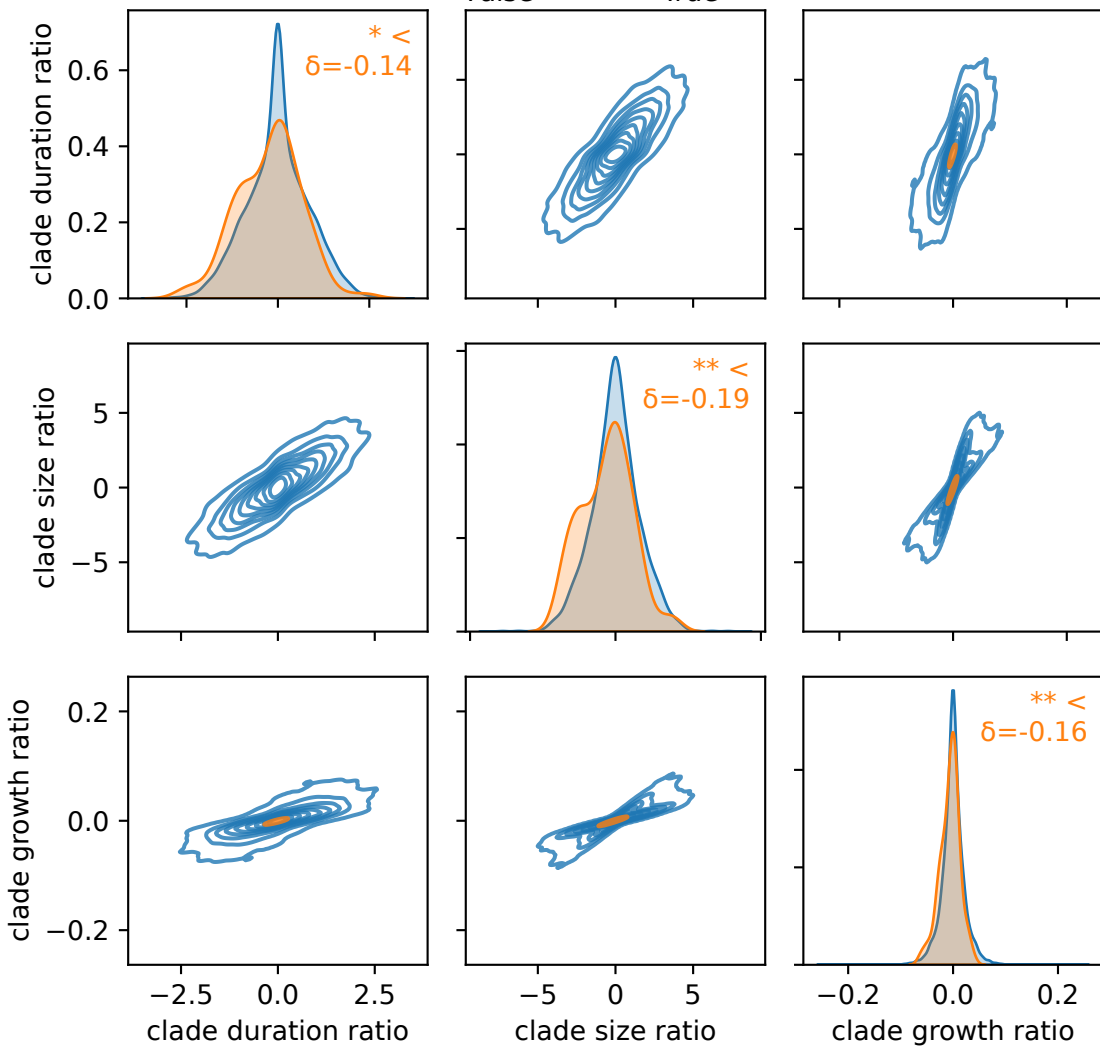 clade duration ratio
0.6
0.4
0.2
0.0
* <
δ=-0.14
clade size ratio
5
0
−5
** <
δ=-0.19
clade growth ratio
0.2
0.0
−0.2
** <
δ=-0.16
−2.5 0.0 2.5
−5 0 5
−0.2 0.0 0.2
clade duration ratio
clade size ratio
clade growth ratio